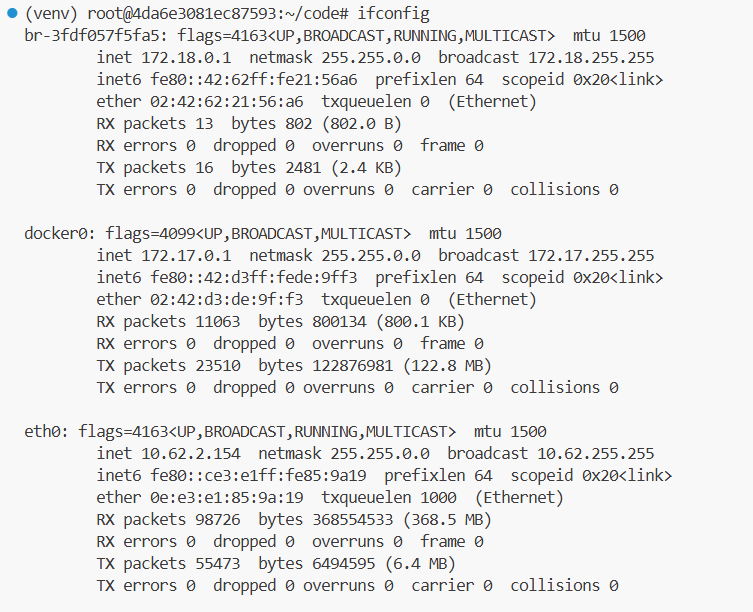 (venv) root@4da6e3081ec87593:~/code# ifconfig
br-3fdf057f5fa5: flags=4163<UP,BROADCAST,RUNNING,MULTICAST>  mtu 1500
        inet 172.18.0.1  netmask 255.255.0.0  broadcast 172.18.255.255
        inet6 fe80::42:62ff:fe21:56a6  prefixlen 64  scopeid 0x20<link>
        ether 02:42:62:21:56:a6  txqueuelen 0  (Ethernet)
        RX packets 13  bytes 802 (802.0 B)
        RX errors 0  dropped 0  overruns 0  frame 0
        TX packets 16  bytes 2481 (2.4 KB)
        TX errors 0  dropped 0 overruns 0  carrier 0  collisions 0

docker0: flags=4099<UP,BROADCAST,MULTICAST>  mtu 1500
        inet 172.17.0.1  netmask 255.255.0.0  broadcast 172.17.255.255
        inet6 fe80::42:d3ff:fede:9ff3  prefixlen 64  scopeid 0x20<link>
        ether 02:42:d3:de:9f:f3  txqueuelen 0  (Ethernet)
        RX packets 11063  bytes 800134 (800.1 KB)
        RX errors 0  dropped 0  overruns 0  frame 0
        TX packets 23510  bytes 122876981 (122.8 MB)
        TX errors 0  dropped 0 overruns 0  carrier 0  collisions 0

eth0: flags=4163<UP,BROADCAST,RUNNING,MULTICAST>  mtu 1500
        inet 10.62.2.154  netmask 255.255.0.0  broadcast 10.62.255.255
        inet6 fe80::ce3:e1ff:fe85:9a19  prefixlen 64  scopeid 0x20<link>
        ether 0e:e3:e1:85:9a:19  txqueuelen 1000  (Ethernet)
        RX packets 98726  bytes 368554533 (368.5 MB)
        RX errors 0  dropped 0  overruns 0  frame 0
        TX packets 55473  bytes 6494595 (6.4 MB)
        TX errors 0  dropped 0 overruns 0  carrier 0  collisions 0